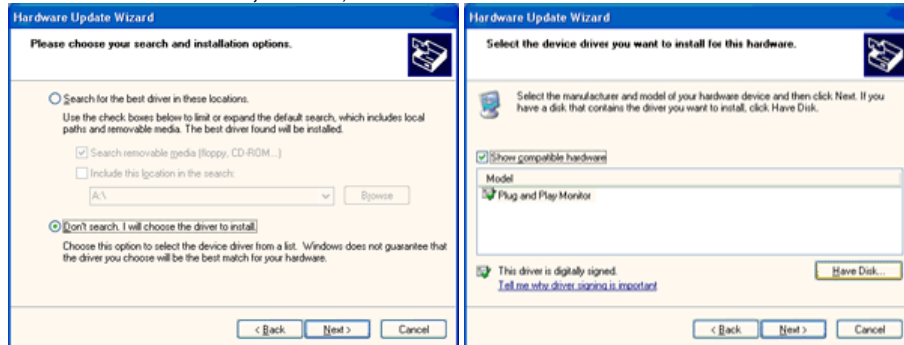 Hardware Update Wizard
Please choose your search and installation options.
Search for the best driver in these locations.
Use the check boxes below to limit or expand the default search, which includes local
paths and removable media. The best driver found will be installed.
Search removable media (floppy, CD-ROM...)
Include this location in the search:
A:\
Browse
Don't search. I will choose the driver to install.
Choose this option to select the device driver from a list. Windows does not guarantee that
the driver you choose will be the best match for your hardware.
< Back
Next >
Cancel
Hardware Update Wizard
Select the device driver you want to install for this hardware.
Select the manufacturer and model of your hardware device and then click Next. If you
have a disk that contains the driver you want to install, click Have Disk.
Show compatible hardware
Model
Plug and Play Monitor
This driver is digitally signed.
Tell me why driver signing is important
Have Disk...
< Back
Next >
Cancel